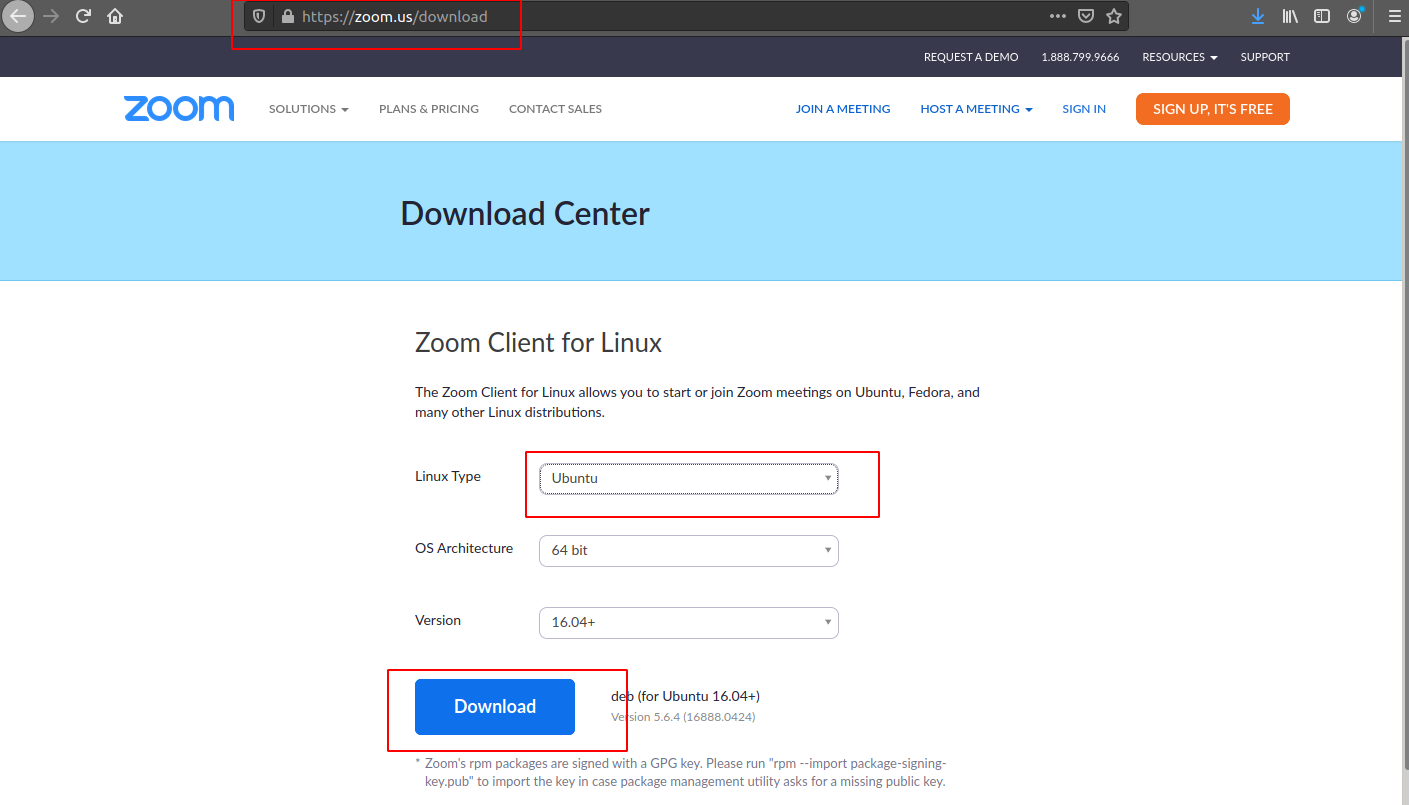 https://zoom.us/download
REQUEST A DEMO 1.888.799.9666 RESOURCES SUPPORT
zoom SOLUTIONS PLANS & PRICING CONTACT SALES JOIN A MEETING HOST A MEETING SIGN IN SIGN UP, IT'S FREE
Download Center
Zoom Client for Linux
The Zoom Client for Linux allows you to start or join Zoom meetings on Ubuntu, Fedora, and
many other Linux distributions.
Linux Type Ubuntu
OS Architecture 64 bit
Version 16.04+
Download deb (for Ubuntu 16.04+)
Version 5.6.4 (16888.0424)
* Zoom's rpm packages are signed with a GPG key. Please run "rpm --import package-signing-
key.pub" to import the key in case package management utility asks for a missing public key.